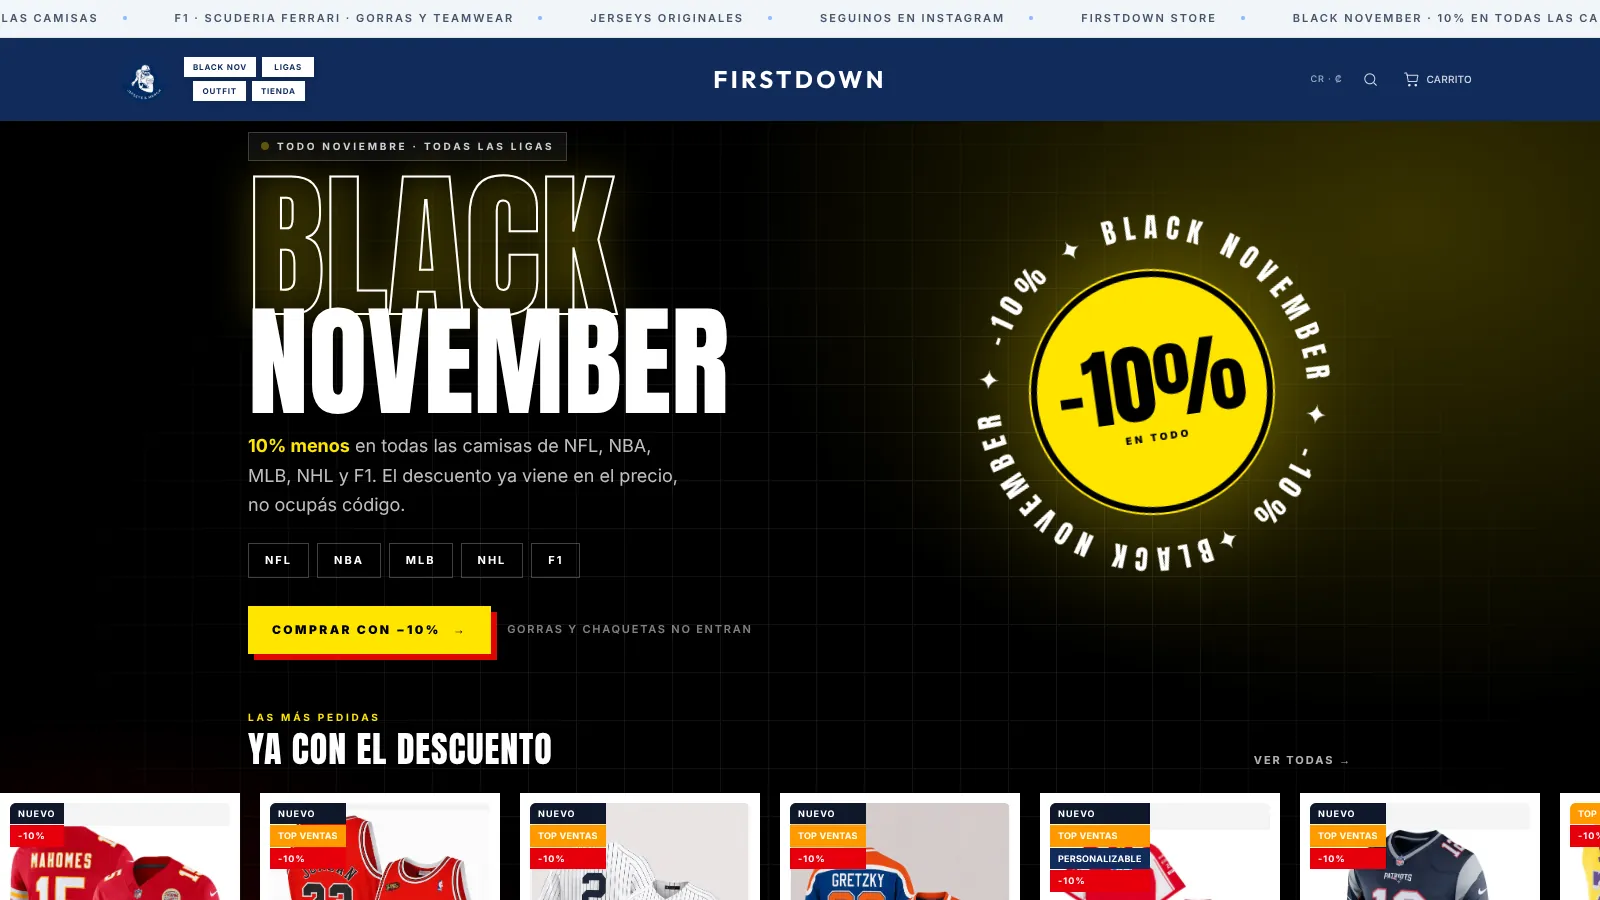 LAS CAMISAS • F1 · SCUDERIA FERRARI · GORRAS Y TEAMWEAR • JERSEYS ORIGINALES • SEGUINOS EN INSTAGRAM • FIRSTDOWN STORE • BLACK NOVEMBER · 10% EN TODAS LAS CA
BLACK NOV LIGAS
OUTFIT TIENDA
FIRSTDOWN
CR · ₡ CARRITO
TODO NOVIEMBRE · TODAS LAS LIGAS
BLACK
NOVEMBER
10% menos en todas las camisas de NFL, NBA,
MLB, NHL y F1. El descuento ya viene en el precio,
no ocupás código.
NFL NBA MLB NHL F1
COMPRAR CON −10% →
GORRAS Y CHAQUETAS NO ENTRAN
BLACK NOVEMBER ✦ -10% ✦ BLACK NOVEMBER ✦ -10% ✦
-10%
EN TODO
LAS MÁS PEDIDAS
YA CON EL DESCUENTO
VER TODAS →
NUEVO
-10%
MAHOMES
15
NUEVO
TOP VENTAS
-10%
JORDAN
23
NUEVO
TOP VENTAS
-10%
2
NUEVO
TOP VENTAS
-10%
GRETZKY
NUEVO
TOP VENTAS
PERSONALIZABLE
-10%
NUEVO
TOP VENTAS
-10%
PATRIOTS
12
TOP
-10%